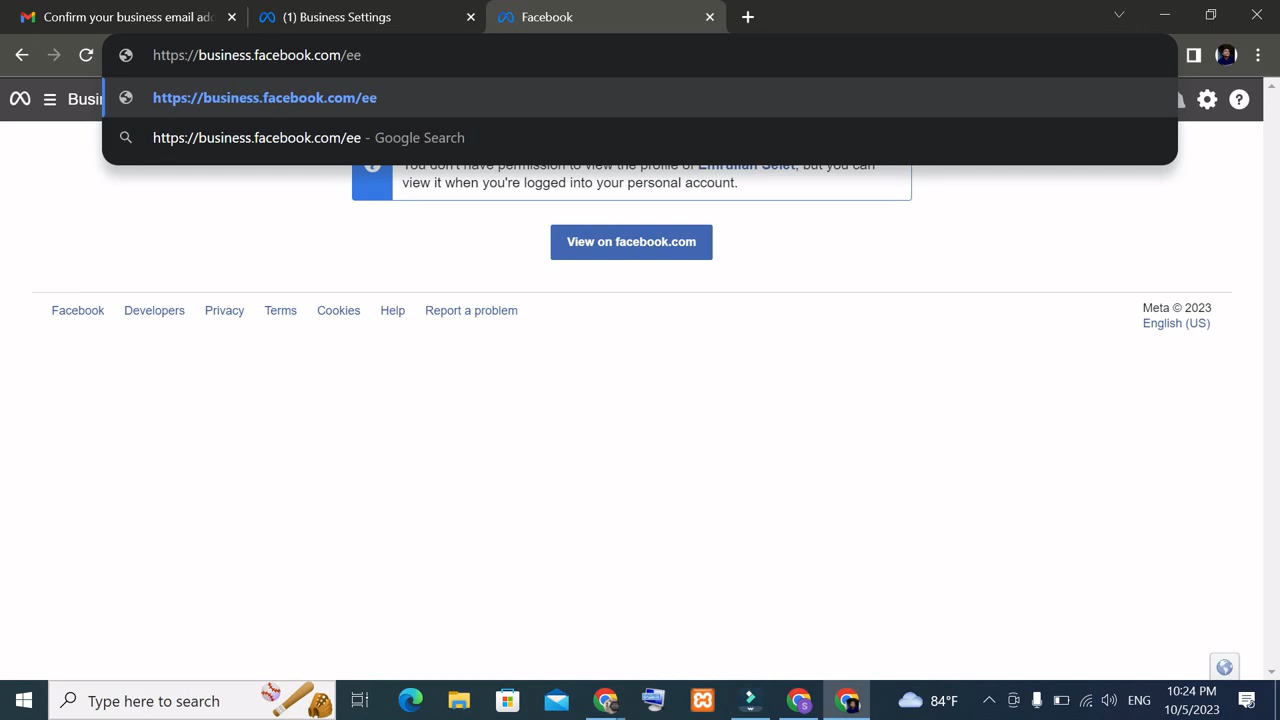 Confirm your business email add
(1) Business Settings
Facebook
https://business.facebook.com/ee
https://business.facebook.com/ee
https://business.facebook.com/ee - Google Search
Busi
You don't have permission to view the profile of Emrullah Selet, but you can
view it when you're logged into your personal account.
View on facebook.com
Facebook Developers Privacy Terms Cookies Help Report a problem
Meta © 2023
English (US)
Type here to search
84°F
ENG
10:24 PM
10/5/2023